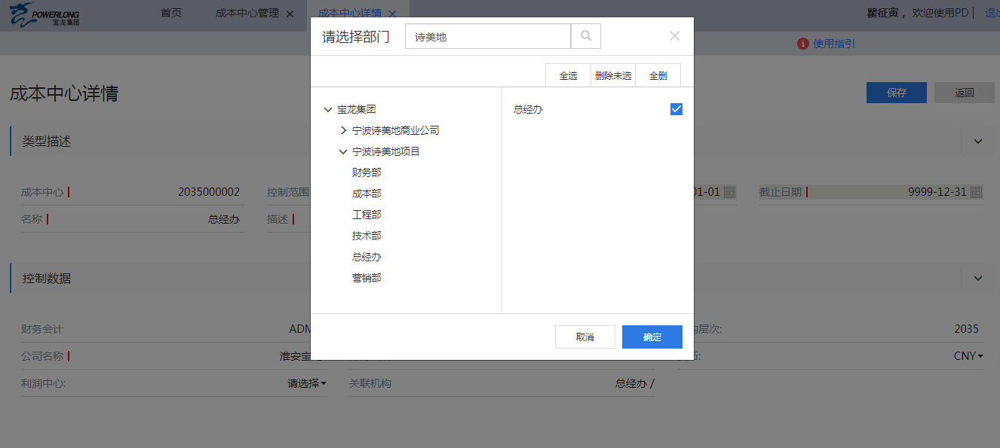 POWERLONG
宝龙集团
首页
成本中心管理
成本中心详情
瞿征寅， 欢迎使用PD
请选择部门
诗美地
使用指引
全选
删除未选
全删
成本中心详情
保存
返回
宝龙集团
总经办
宁波诗美地商业公司
类型描述
宁波诗美地项目
财务部
成本中心
2035000002
控制范围
成本部
01-01
截止日期
9999-12-31
工程部
名称
总经办
描述
技术部
总经办
控制数据
营销部
财务会计
ADM
层次:
2035
取消
确定
公司名称
淮安宝
CNY
利润中心:
请选择
关联机构
总经办 /